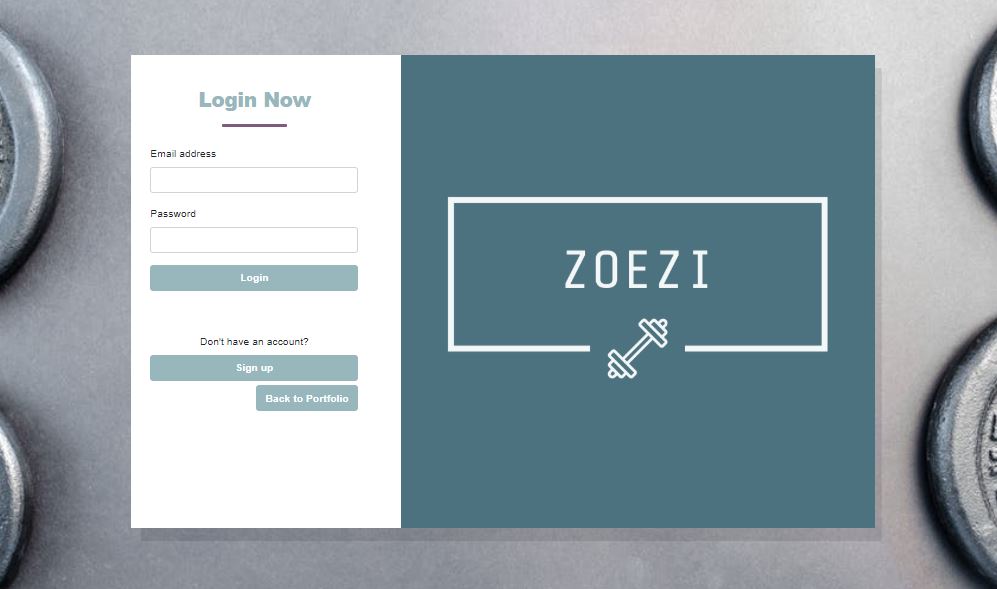 Login Now
Email address
Password
Login
Don't have an account?
Sign up
Back to Portfolio
ZOEZI